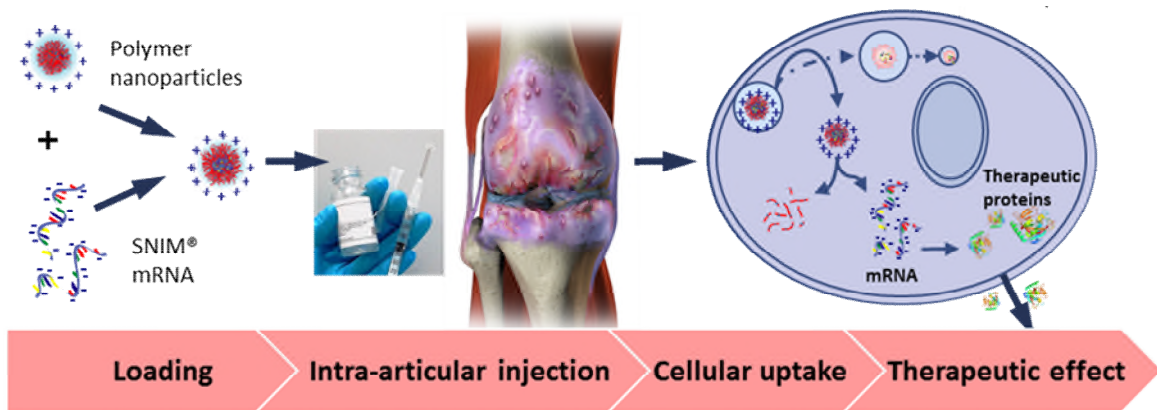 Polymer
nanoparticles
+
SNIM®
mRNA
Therapeutic
proteins
mRNA
Loading
Intra-articular injection
Cellular uptake
Therapeutic effect